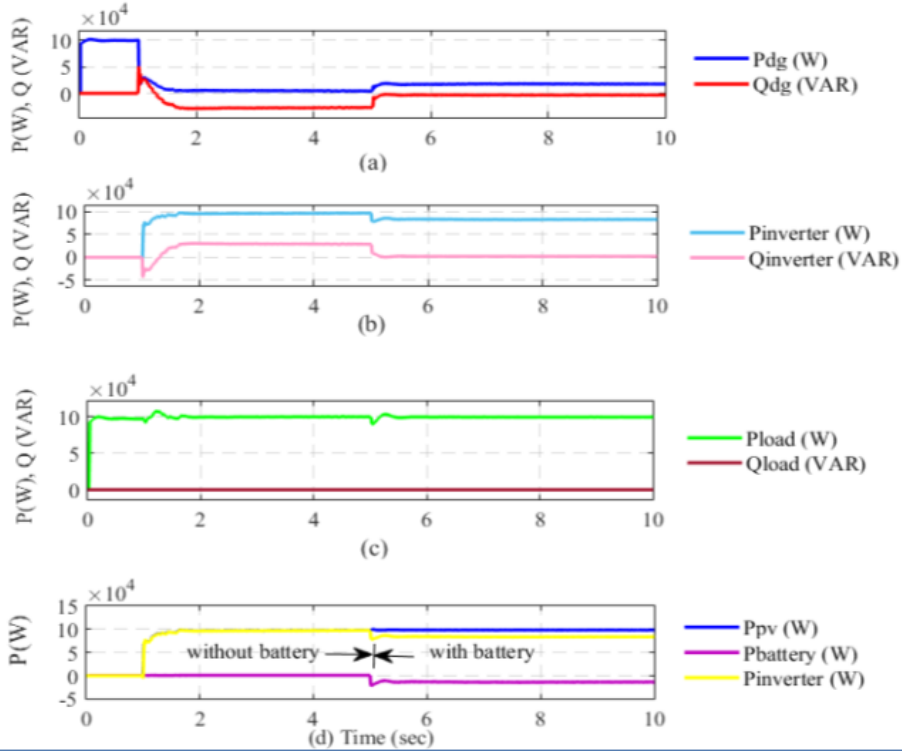 ×10⁴
P(W), Q (VAR)
10
5
0
0 2 4 6 8 10
(a)
Pdg (W)
Qdg (VAR)
×10⁴
P(W), Q (VAR)
10
5
0
-5
0 2 4 6 8 10
(b)
Pinverter (W)
Qinverter (VAR)
×10⁴
P(W), Q (VAR)
10
5
0
0 2 4 6 8 10
(c)
Pload (W)
Qload (VAR)
×10⁴
P(W)
15
10
5
0
-5
without battery
with battery
0 2 4 6 8 10
(d) Time (sec)
Ppv (W)
Pbattery (W)
Pinverter (W)